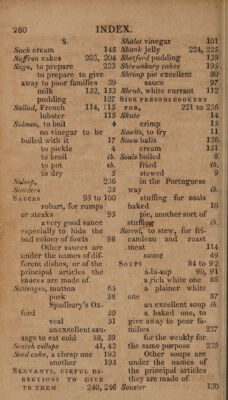 260
INDEX.
S.
Sack cream 145
Saffron cakes 203, 204
Sago, to prepare 233
to prepare to give
away to poor families 39
milk 152, 153
pudding 127
Sallad, French 114, 115
lobster 115
Salmon, to boil 4
no vinegar to be
boiled with it 17
to pickle 4
to broil ib.
to pot ib.
to dry 5
Saloop, 236
Sanders 35
SAUCES 95 to 100
robart, for rumps
or steaks 95
a very good sauce
especially to hide the
bad colour of fowls 98
Other sauces are
under the names of dif-
ferent dishes, or of the
principal articles the
sauces are made of.
Sausages, mutton 65
pork 58
Spadbury's Ox-
ford 59
veal 51
an excellent sau-
sage to eat cold 58, 59
Scotch collops 41, 42
Seed cake, a cheap one 193
another 195
SERVANTS, USEFUL DI-
RECTIONS TO GIVE
TO THEM 240, 246
Shalot vinegar 101
Shank jelly 224, 225
Shelford pudding 139
Shrewsbury cakes 195
Shrimp pie excellent 80
sauce 97
Shrub, white currant 112
SICK PERSONS COOKERY
FOR, 221 to 236
Skate 14
crimp 15
Smelts, to fry 11
Snow balls 136
cream 151
Soals boiled 8
fried ib.
stewed 9
in the Portuguese
way ib.
stuffing for soals
baked 10
pie, another sort of
stuffing ib.
Sorrel, to stew, for fri-
candeau and roast
meat 114
sauce 49
SOUPS 84 to 92
a-la-sap 90, 91
a rich white one 86
a plainer white
one 87
an excellent soup ib.
a baked one, to
give away to poor fa-
milies 237
for the weakly for
the same purpose 239
Other soups are
under the names of
the principal articles
they are made of.
Souster 130